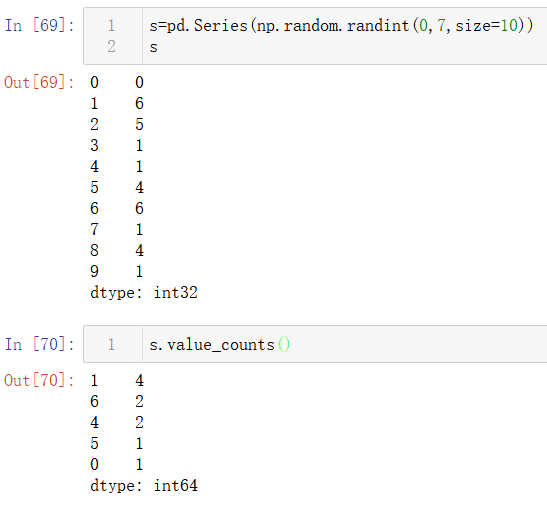 In [69]: 1 s=pd.Series(np.random.randint(0,7,size=10))
2 s
Out[69]: 0 0
1 6
2 5
3 1
4 1
5 4
6 6
7 1
8 4
9 1
dtype: int32
In [70]: 1 s.value_counts()
Out[70]: 1 4
6 2
4 2
5 1
0 1
dtype: int64